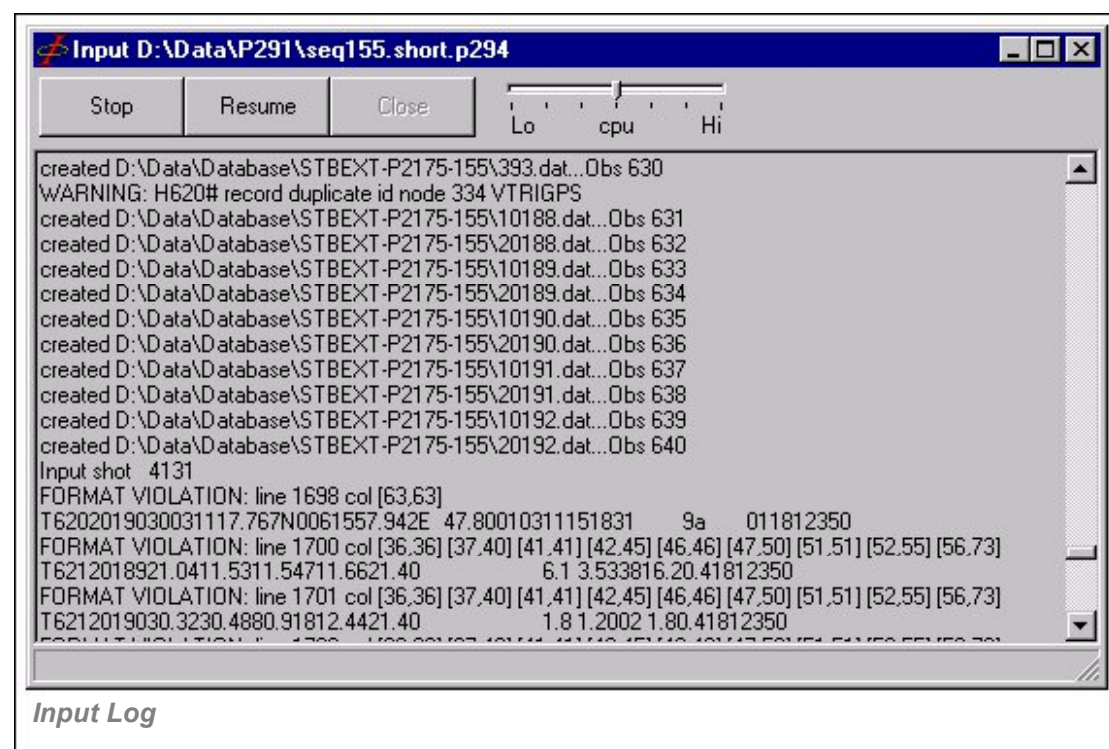 Input D:\Data\P291\seq155.short.p294
Stop Resume Close
Lo cpu Hi
created D:\Data\Database\STBEXT-P2175-155\393.dat...Obs 630
WARNING: H620# record duplicate id node 334 VTRIGPS
created D:\Data\Database\STBEXT-P2175-155\10188.dat...Obs 631
created D:\Data\Database\STBEXT-P2175-155\20188.dat...Obs 632
created D:\Data\Database\STBEXT-P2175-155\10189.dat...Obs 633
created D:\Data\Database\STBEXT-P2175-155\20189.dat...Obs 634
created D:\Data\Database\STBEXT-P2175-155\10190.dat...Obs 635
created D:\Data\Database\STBEXT-P2175-155\20190.dat...Obs 636
created D:\Data\Database\STBEXT-P2175-155\10191.dat...Obs 637
created D:\Data\Database\STBEXT-P2175-155\20191.dat...Obs 638
created D:\Data\Database\STBEXT-P2175-155\10192.dat...Obs 639
created D:\Data\Database\STBEXT-P2175-155\20192.dat...Obs 640
Input shot 4131
FORMAT VIOLATION: line 1698 col [63,63]
T6202019030031117.767N0061557.942E 47.80010311151831 9a 011812350
FORMAT VIOLATION: line 1700 col [36,36] [37,40] [41,41] [42,45] [46,46] [47,50] [51,51] [52,55] [56,73]
T6212018921.0411.5311.54711.6621.40 6.1 3.533816.20.41812350
FORMAT VIOLATION: line 1701 col [36,36] [37,40] [41,41] [42,45] [46,46] [47,50] [51,51] [52,55] [56,73]
T6212019030.3230.4880.91812.4421.40 1.8 1.2002 1.80.41812350
Input Log